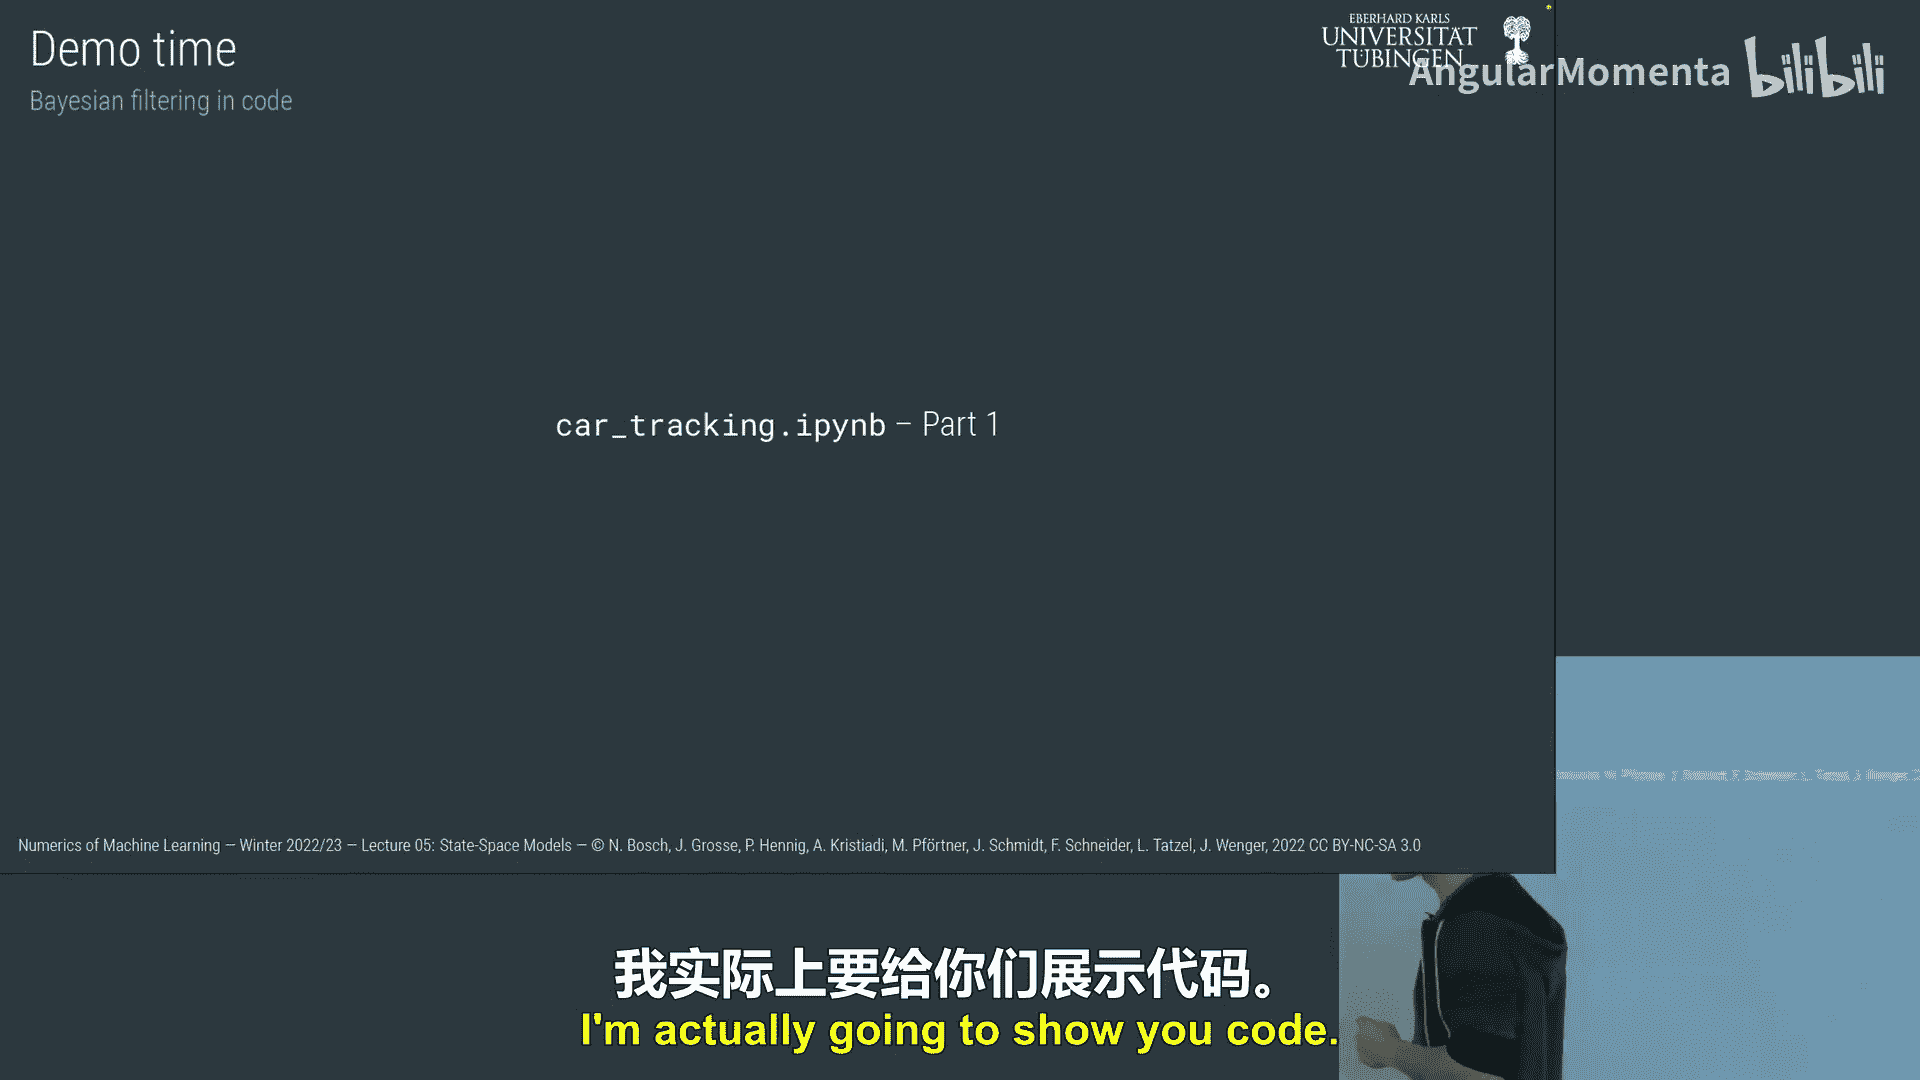 Demo time
Bayesian filtering in code
EBERHARD KARLS
UNIVERSITÄT
TÜBINGEN
AngularMomenta bilibili
car_tracking.ipynb – Part 1
Numerics of Machine Learning — Winter 2022/23 — Lecture 05: State-Space Models — © N. Bosch, J. Grosse, P. Hennig, A. Kristiadi, M. Pförtner, J. Schmidt, F. Schneider, L. Tatzel, J. Wenger, 2022 CC BY-NC-SA 3.0
我实际上要给你们展示代码。
I'm actually going to show you code.